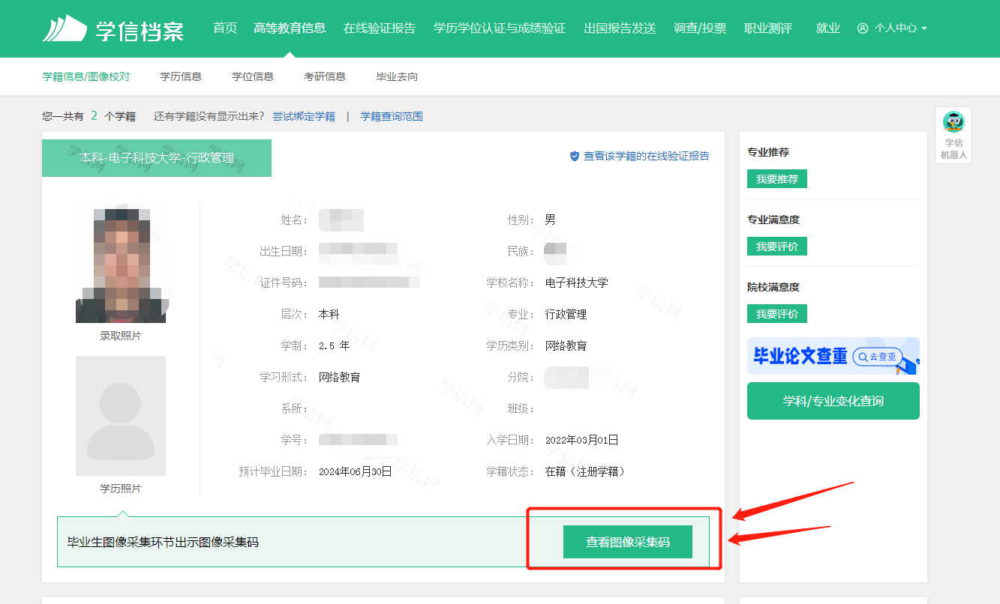 学信档案 首页 高等教育信息 在线验证报告 学历学位认证与成绩验证 出国报告发送 调查/投票 职业测评 就业 个人中心
学籍信息/图像校对 学历信息 学位信息 考研信息 毕业去向
您一共有 2 个学籍 还有学籍没有显示出来？ 尝试绑定学籍 | 学籍查询范围
学信
机器人
本科-电子科技大学-行政管理
查看该学籍的在线验证报告
录取照片
学历照片
姓名： 性别： 男
出生日期： 民族：
证件号码： 学校名称： 电子科技大学
层次： 本科 专业： 行政管理
学制： 2.5 年 学历类别： 网络教育
学习形式： 网络教育 分院：
系所： 班级：
学号： 入学日期： 2022年03月01日
预计毕业日期： 2024年06月30日 学籍状态： 在籍（注册学籍）
毕业生图像采集环节出示图像采集码 查看图像采集码
专业推荐
我要推荐
专业满意度
我要评价
院校满意度
我要评价
毕业论文查重 去查重
学科/专业变化查询
学信网